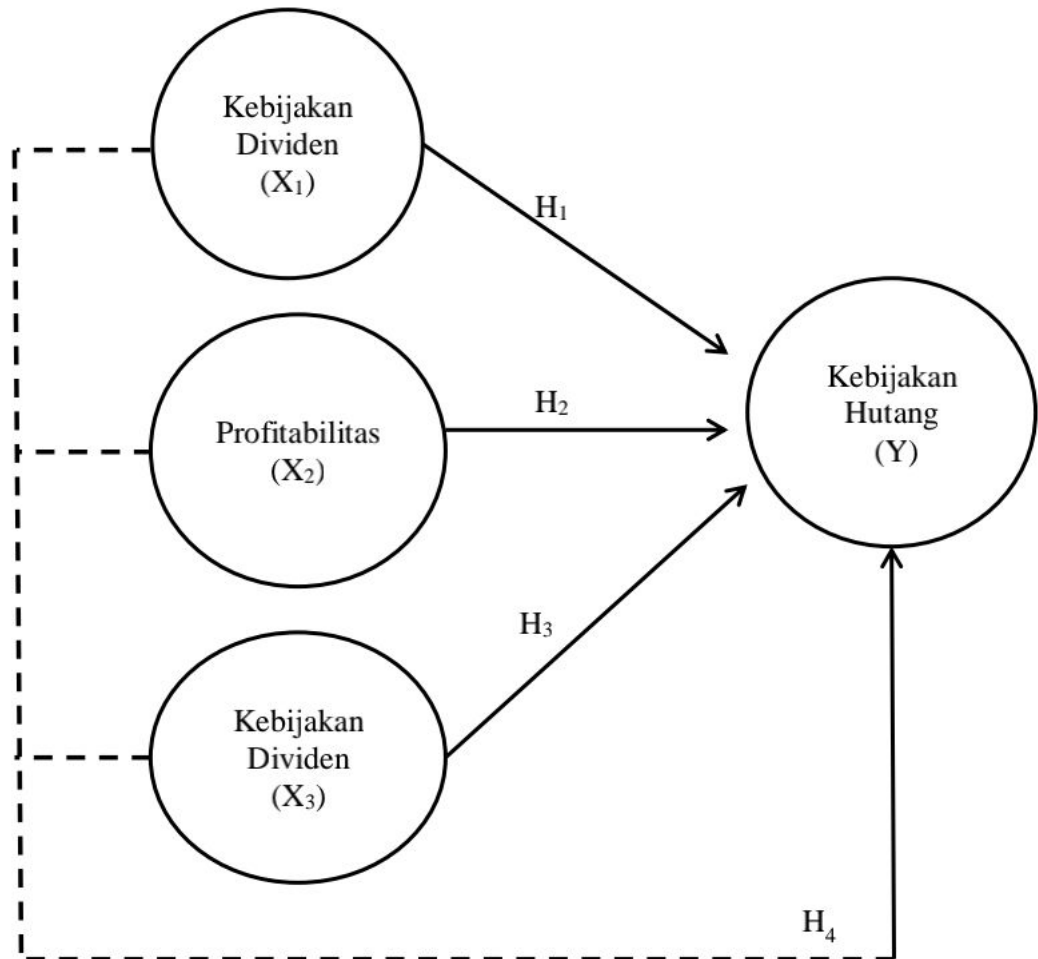 Kebijakan
Dividen
(X₁)
H₁
Profitabilitas
(X₂)
H₂
Kebijakan
Hutang
(Y)
Kebijakan
Dividen
(X₃)
H₃
H₄